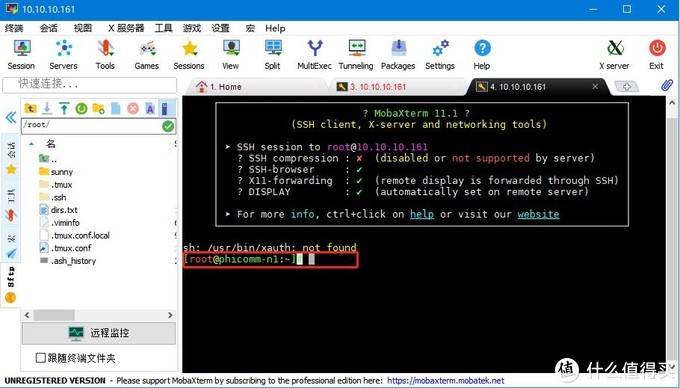 10.10.10.161
终端 会话 视图 X 服务器 工具 游戏 设置 宏 Help
Session Servers Tools Games Sessions View Split MultiExec Tunneling Packages Settings Help X server Exit
快速连接...
1. Home
3. 10.10.10.161
4. 10.10.10.161
/root/
名
..
sunny
.tmux
.ssh
dirs.txt
.viminfo
.tmux.conf.local
.tmux.conf
.ash_history
会话
工具
宏
Sftp
? MobaXterm 11.1 ?
(SSH client, X-server and networking tools)
➤ SSH session to root@10.10.10.161
? SSH compression : ✘ (disabled or not supported by server)
? SSH-browser : ✔
? X11-forwarding : ✔ (remote display is forwarded through SSH)
? DISPLAY : ✔ (automatically set on remote server)
➤ For more info, ctrl+click on help or visit our website
sh: /usr/bin/xauth: not found
[root@phicomm-n1:~]
远程监控
跟随终端文件夹
UNREGISTERED VERSION - Please support MobaXterm by subscribing to the professional edition here: https://mobaxterm.mobatek.net
值 什么值得买